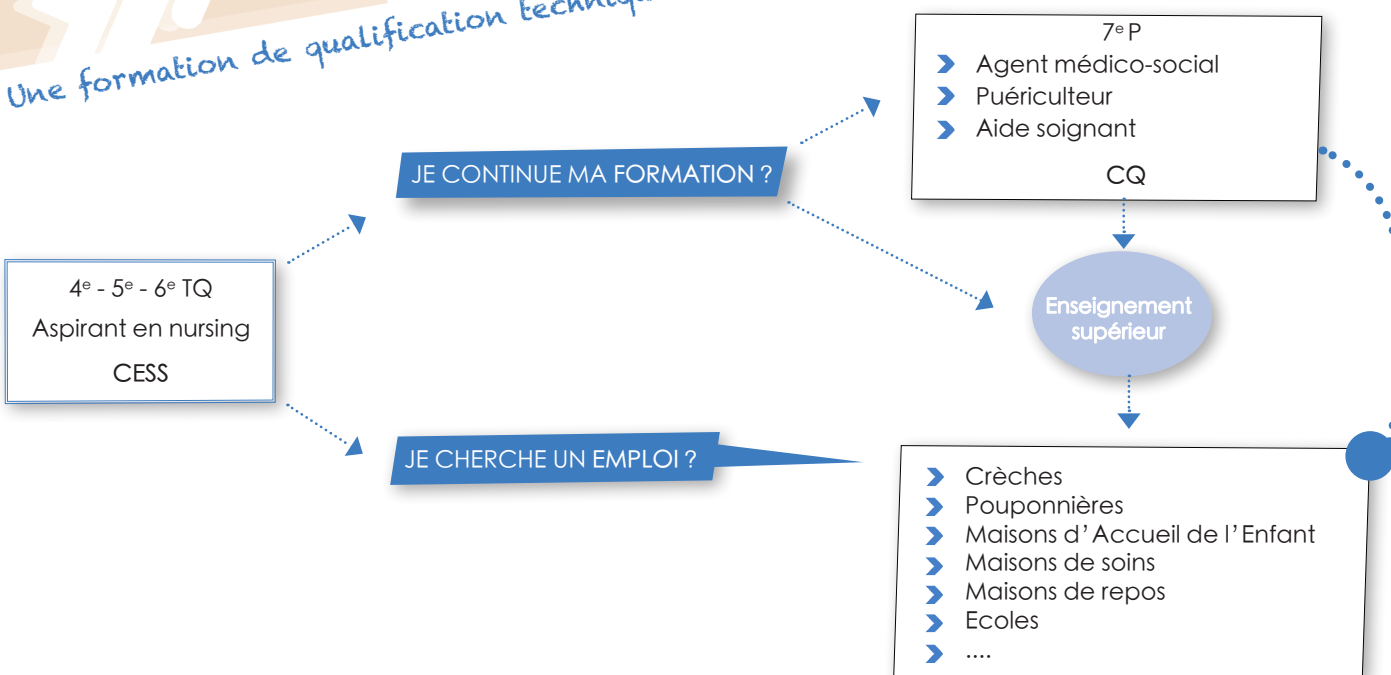 Une formation de qualification
7e P
Agent médico-social
Puériculteur
Aide soignant
CQ
JE CONTINUE MA FORMATION ?
4e - 5e - 6e TQ
Aspirant en nursing
CESS
Enseignement
supérieur
JE CHERCHE UN EMPLOI ?
Crèches
Pouponnières
Maisons d'Accueil de l'Enfant
Maisons de soins
Maisons de repos
Ecoles
....